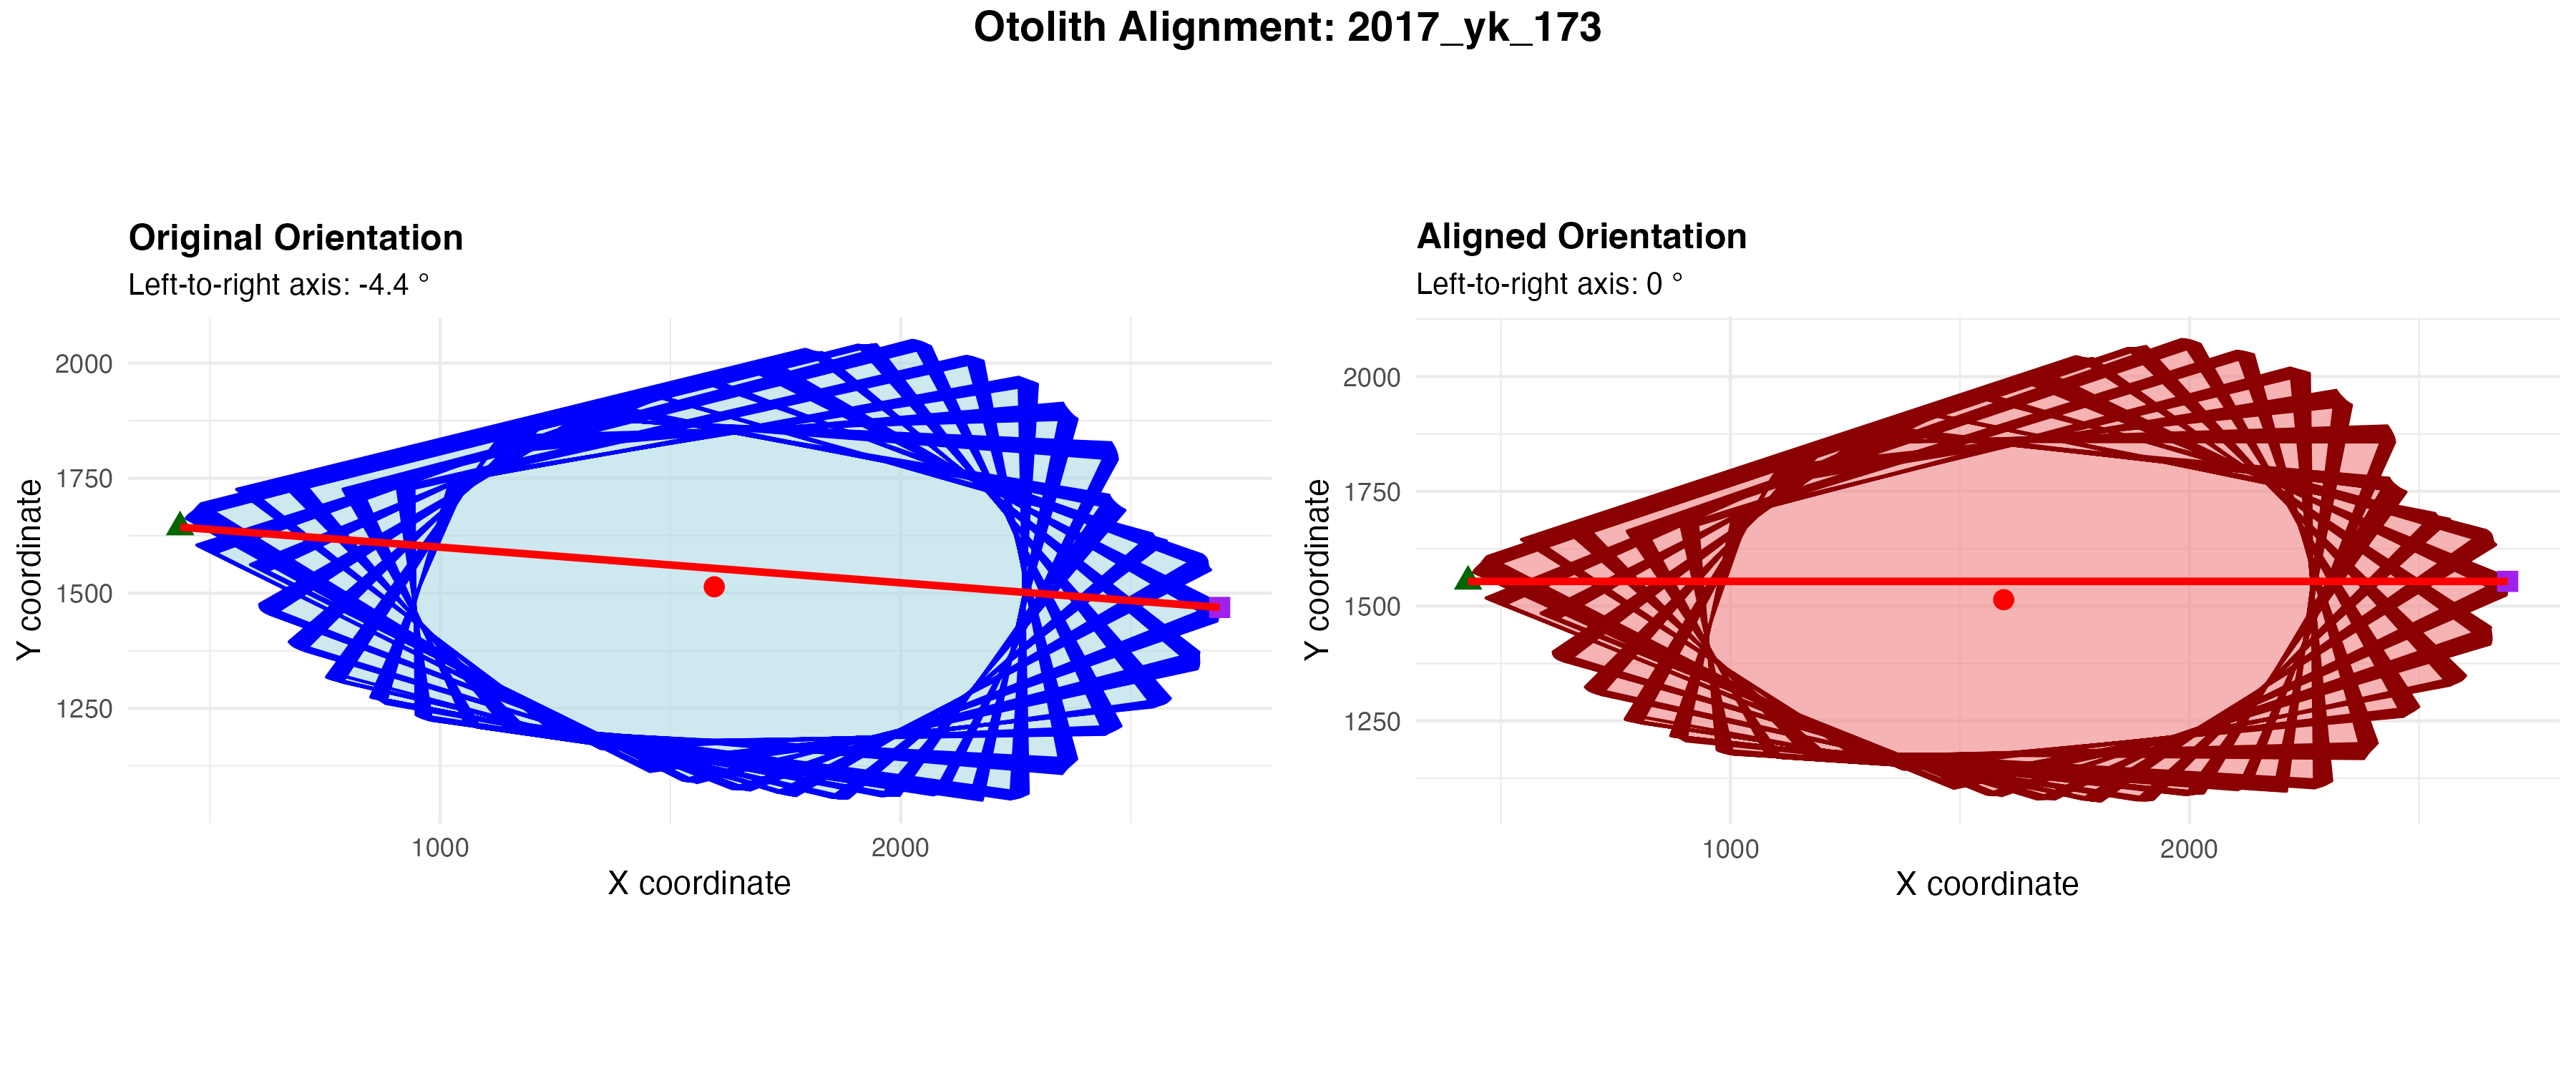 Otolith Alignment: 2017_yk_173
Original Orientation
Left-to-right axis: -4.4 °
2000
1750
1500
1250
Y coordinate
1000
2000
X coordinate
Aligned Orientation
Left-to-right axis: 0 °
2000
1750
1500
1250
Y coordinate
1000
2000
X coordinate